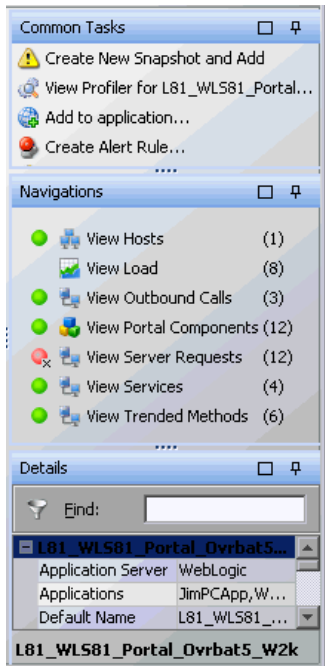 Common Tasks
Create New Snapshot and Add
View Profiler for L81_WLS81_Portal...
Add to application...
Create Alert Rule...
Navigations
View Hosts (1)
View Load (8)
View Outbound Calls (3)
View Portal Components (12)
View Server Requests (12)
View Services (4)
View Trended Methods (6)
Details
Find:
L81_WLS81_Portal_Ovrbat5...
Application Server WebLogic
Applications JimPCApp,W...
Default Name L81_WLS81_...
L81_WLS81_Portal_Ovrbat5_W2k